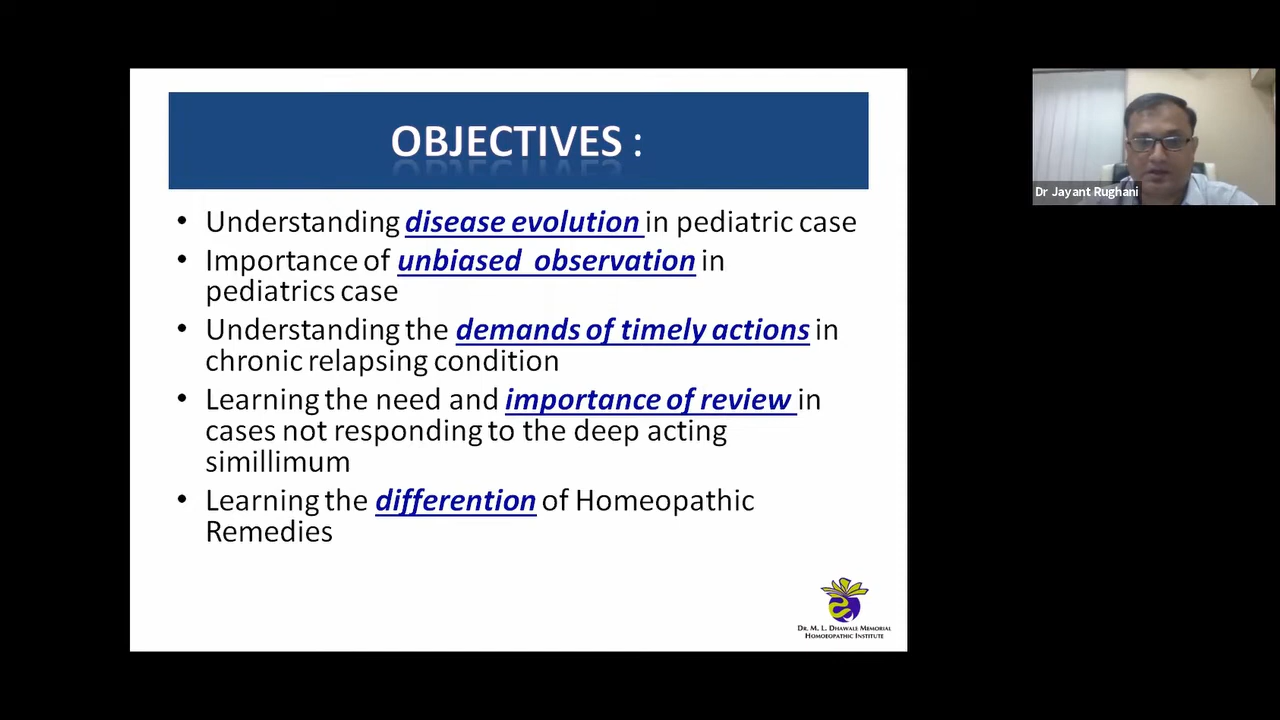 OBJECTIVES :
• Understanding disease evolution in pediatric case
• Importance of unbiased observation in
pediatrics case
• Understanding the demands of timely actions in
chronic relapsing condition
• Learning the need and importance of review in
cases not responding to the deep acting
simillimum
• Learning the differention of Homeopathic
Remedies
DR. M. L. DHAWALE MEMORIAL
HOMOEOPATHIC INSTITUTE
Dr Jayant Rughani